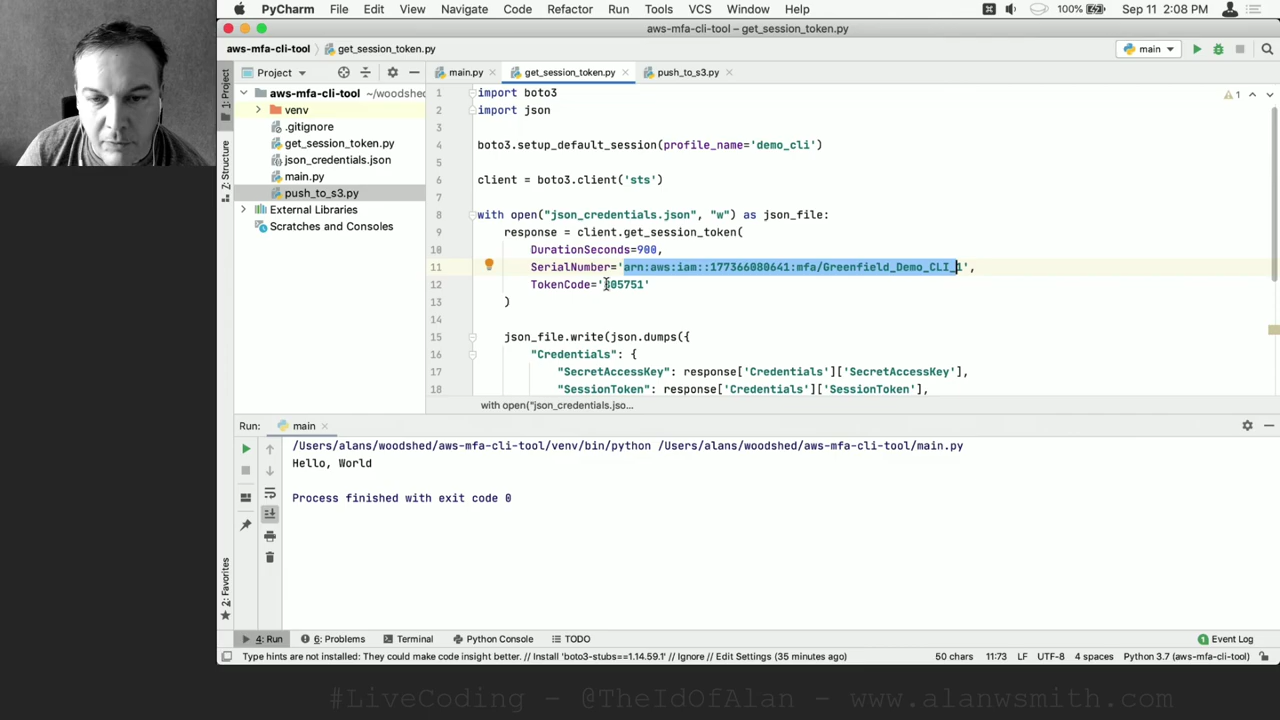 PyCharm File Edit View Navigate Code Refactor Run Tools VCS Window Help 100% Sep 11 2:08 PM
aws-mfa-cli-tool – get_session_token.py
aws-mfa-cli-tool get_session_token.py main
1: Project
Project
main.py get_session_token.py push_to_s3.py
aws-mfa-cli-tool ~/woodshed
venv
.gitignore
get_session_token.py
json_credentials.json
main.py
push_to_s3.py
External Libraries
Scratches and Consoles
Z: Structure
1 import boto3
2 import json
3
4 boto3.setup_default_session(profile_name='demo_cli')
5
6 client = boto3.client('sts')
7
8 with open("json_credentials.json", "w") as json_file:
9 response = client.get_session_token(
10 DurationSeconds=900,
11 SerialNumber='arn:aws:iam::177366080641:mfa/Greenfield_Demo_CLI_1',
12 TokenCode='805751'
13 )
14
15 json_file.write(json.dumps({
16 "Credentials": {
17 "SecretAccessKey": response['Credentials']['SecretAccessKey'],
18 "SessionToken": response['Credentials']['SessionToken'],
1
with open("json_credentials.jso...
Run: main
/Users/alans/woodshed/aws-mfa-cli-tool/venv/bin/python /Users/alans/woodshed/aws-mfa-cli-tool/main.py
Hello, World
Process finished with exit code 0
2: Favorites
4: Run 6: Problems Terminal Python Console TODO 1 Event Log
Type hints are not installed: They could make code insight better. // Install 'boto3-stubs==1.14.59.1' // Ignore // Edit Settings (35 minutes ago) 50 chars 11:73 LF UTF-8 4 spaces Python 3.7 (aws-mfa-cli-tool)
#LiveCoding - @TheIdOfAlan - www.alanwsmith.com